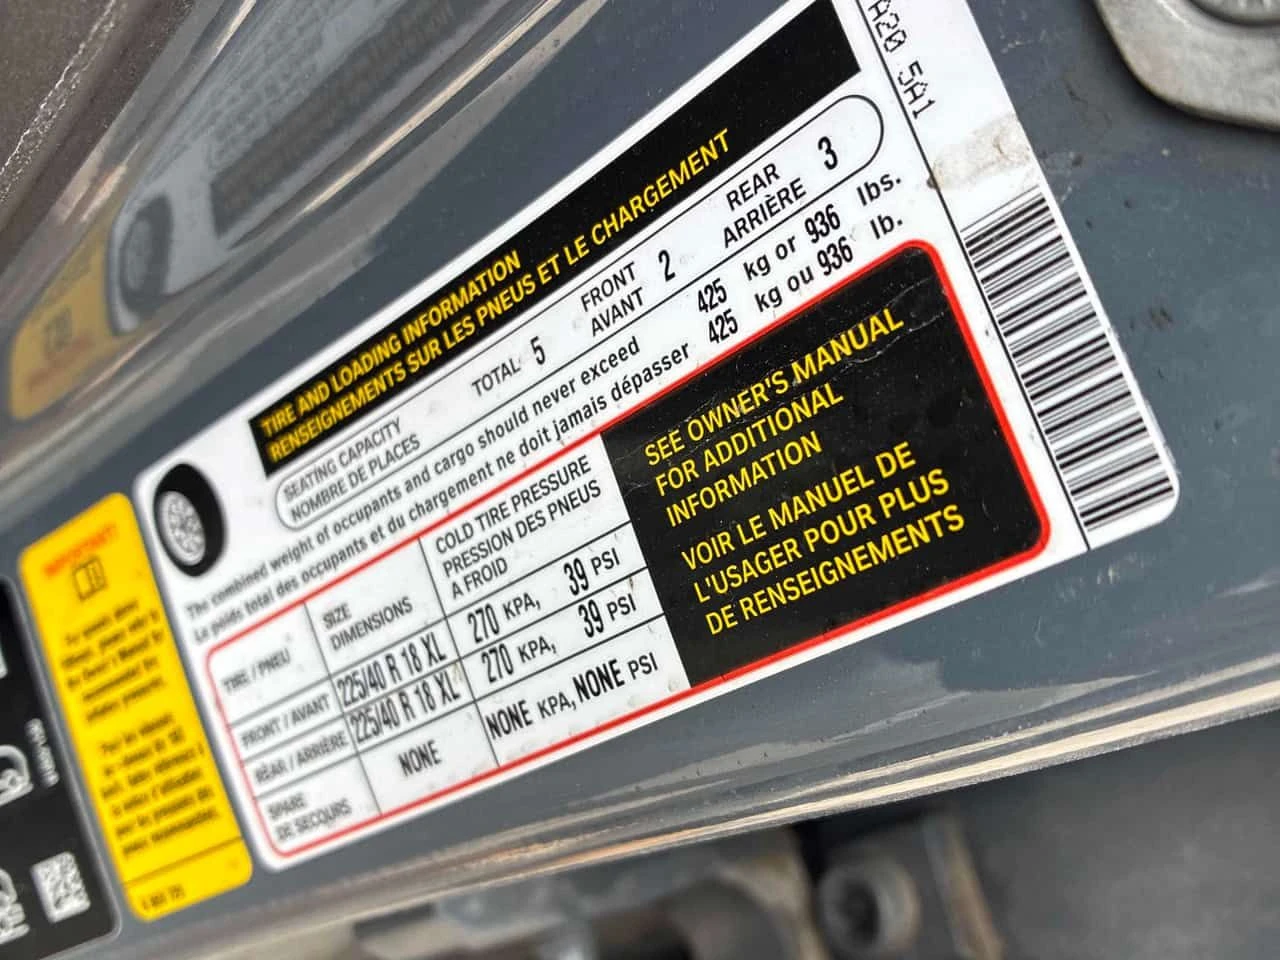 A20 5A1
TIRE AND LOADING INFORMATION
RENSEIGNEMENTS SUR LES PNEUS ET LE CHARGEMENT
SEATING CAPACITY
NOMBRE DE PLACES
TOTAL 5
FRONT
AVANT 2
REAR
ARRIÈRE 3
The combined weight of occupants and cargo should never exceed 425 kg or 936 lbs.
Le poids total des occupants et du chargement ne doit jamais dépasser 425 kg ou 936 lb.
TIRE / PNEU
SIZE
DIMENSIONS
COLD TIRE PRESSURE
PRESSION DES PNEUS
A FROID
FRONT / AVANT 225/40 R 18 XL 270 KPA, 39 PSI
REAR / ARRIÈRE 225/40 R 18 XL 270 KPA, 39 PSI
SPARE
DE SECOURS NONE NONE KPA, NONE PSI
SEE OWNER'S MANUAL
FOR ADDITIONAL
INFORMATION
VOIR LE MANUEL DE
L'USAGER POUR PLUS
DE RENSEIGNEMENTS
IMPORTANT!